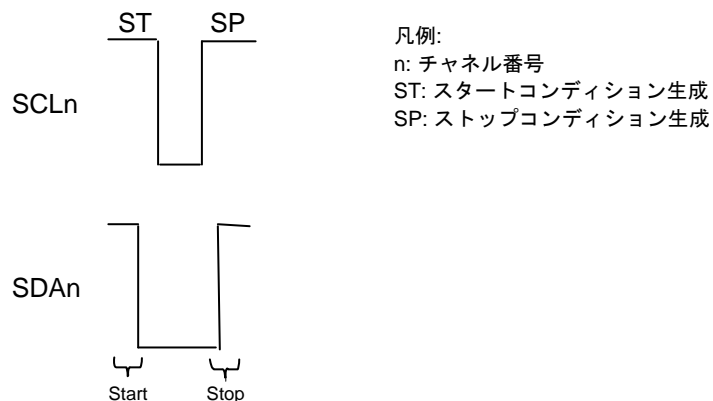 ST SP
SCLn
SDAn
Start Stop
凡例:
n: チャネル番号
ST: スタートコンディション生成
SP: ストップコンディション生成